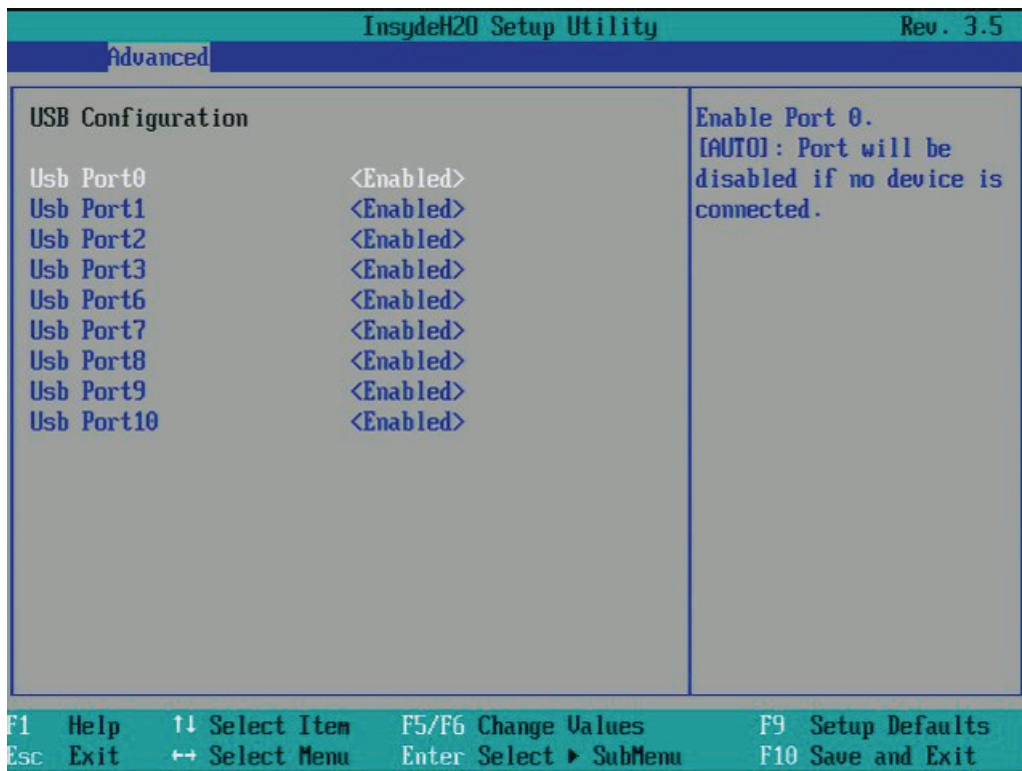 InsydeH2O Setup Utility Rev. 3.5
Advanced
USB Configuration
Usb Port0 <Enabled>
Usb Port1 <Enabled>
Usb Port2 <Enabled>
Usb Port3 <Enabled>
Usb Port6 <Enabled>
Usb Port7 <Enabled>
Usb Port8 <Enabled>
Usb Port9 <Enabled>
Usb Port10 <Enabled>
Enable Port 0.
[AUTO]: Port will be
disabled if no device is
connected.
F1 Help ↑↓ Select Item F5/F6 Change Values F9 Setup Defaults
Esc Exit ↔ Select Menu Enter Select ▶ SubMenu F10 Save and Exit